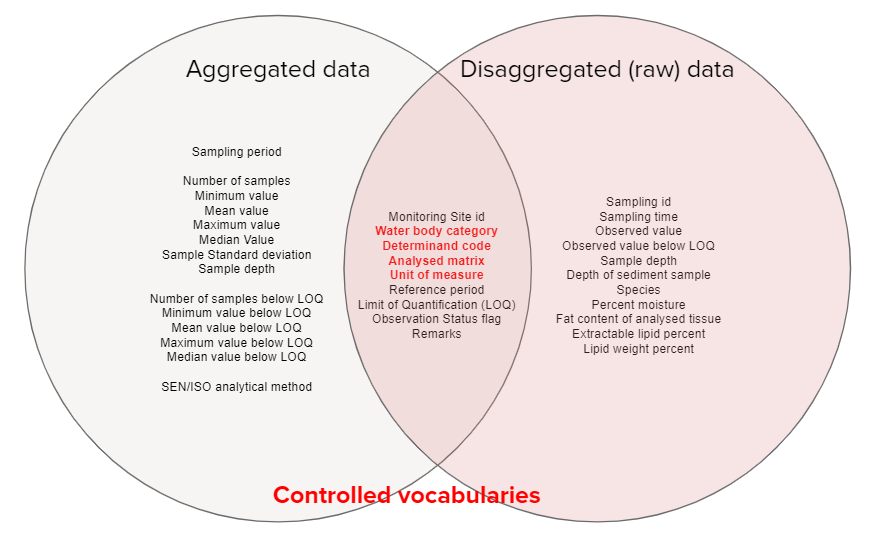 Aggregated data
Sampling period
Number of samples
Minimum value
Mean value
Maximum value
Median Value
Sample Standard deviation
Sample depth
Number of samples below LOQ
Minimum value below LOQ
Mean value below LOQ
Maximum value below LOQ
Median value below LOQ
SEN/ISO analytical method
Monitoring Site id
Water body category
Determinand code
Analysed matrix
Unit of measure
Reference period
Limit of Quantification (LOQ)
Observation Status flag
Remarks
Disaggregated (raw) data
Sampling id
Sampling time
Observed value
Observed value below LOQ
Sample depth
Depth of sediment sample
Species
Percent moisture
Fat content of analysed tissue
Extractable lipid percent
Lipid weight percent
Controlled vocabularies